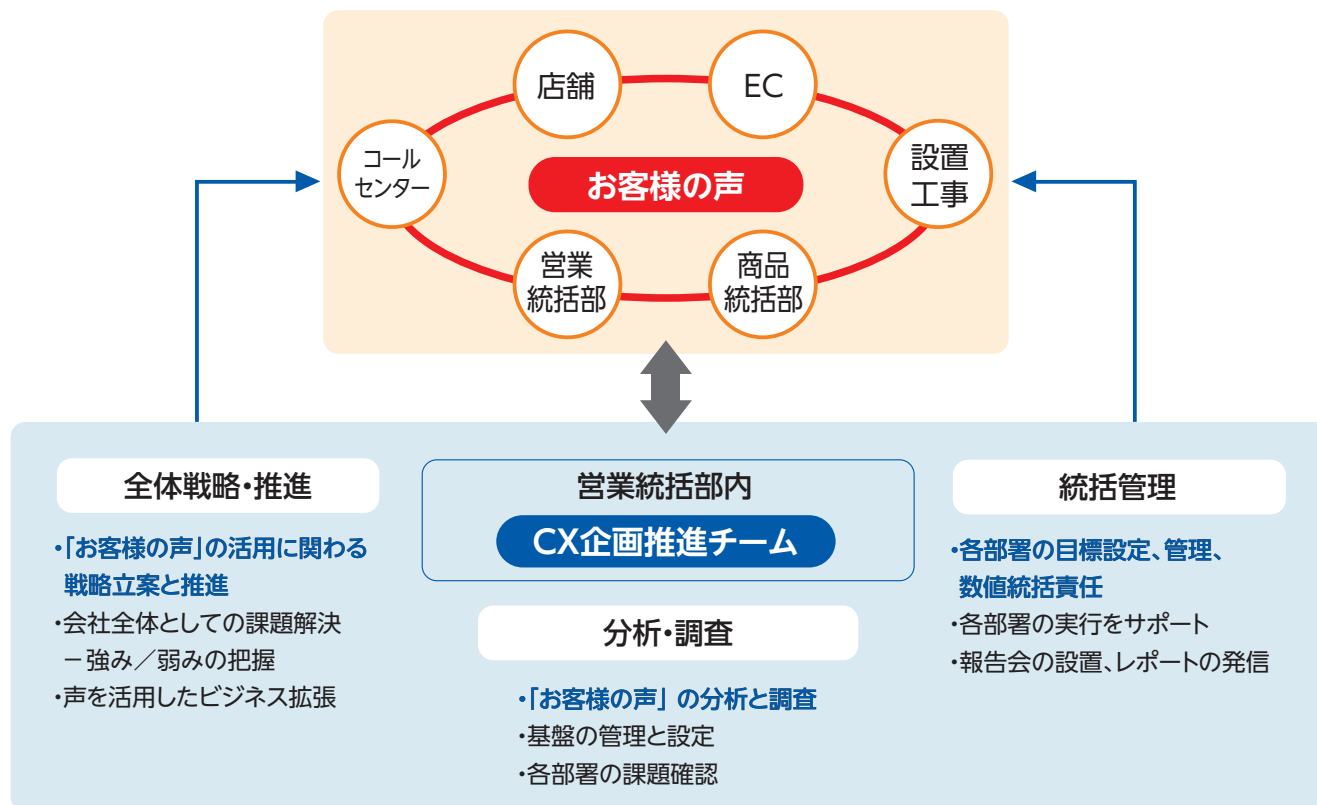 店舗
EC
コール
センター
お客様の声
設置
工事
営業
統括部
商品
統括部
全体戦略・推進
・「お客様の声」の活用に関わる
戦略立案と推進
・会社全体としての課題解決
－強み／弱みの把握
・声を活用したビジネス拡張
営業統括部内
CX企画推進チーム
分析・調査
・「お客様の声」の分析と調査
・基盤の管理と設定
・各部署の課題確認
統括管理
・各部署の目標設定、管理、
数値統括責任
・各部署の実行をサポート
・報告会の設置、レポートの発信